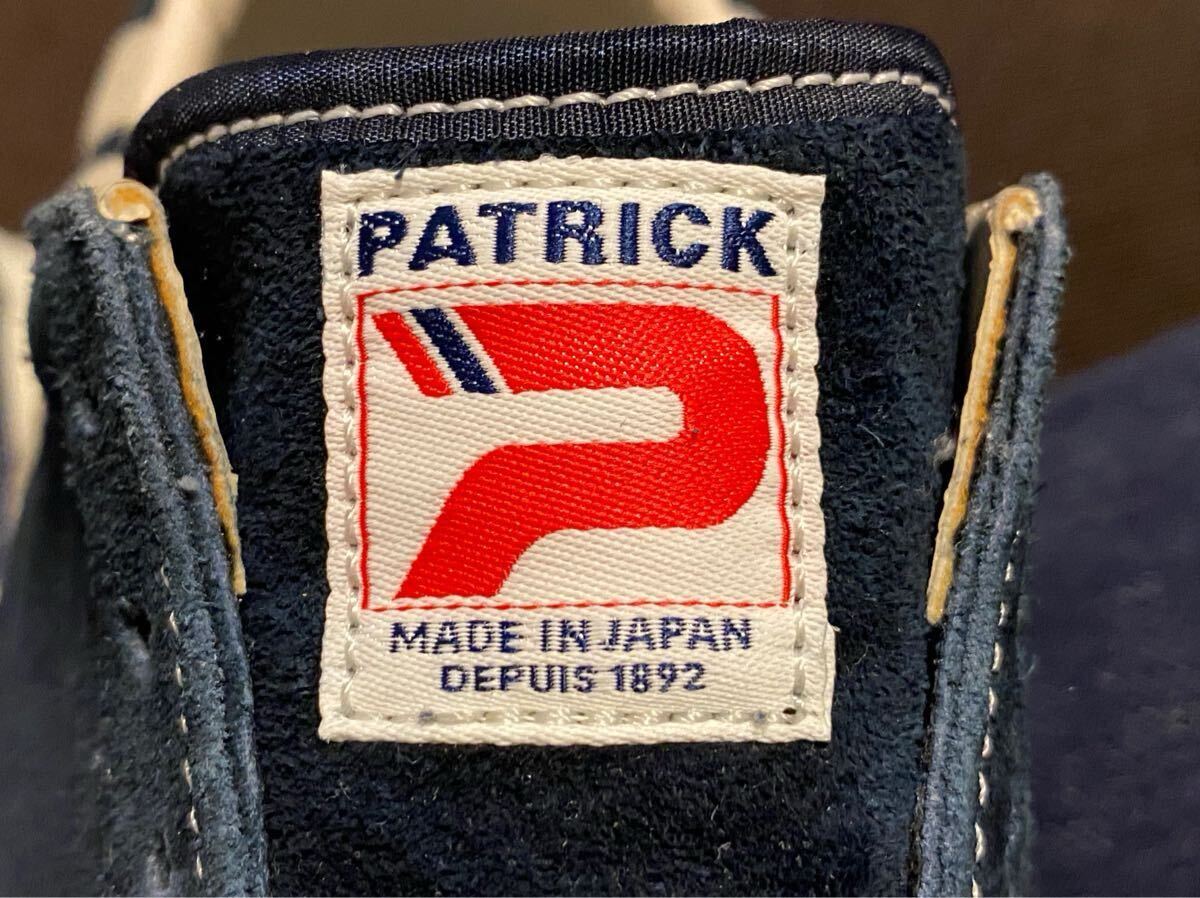 PATRICK
MADE IN JAPAN
DEPUIS 1892